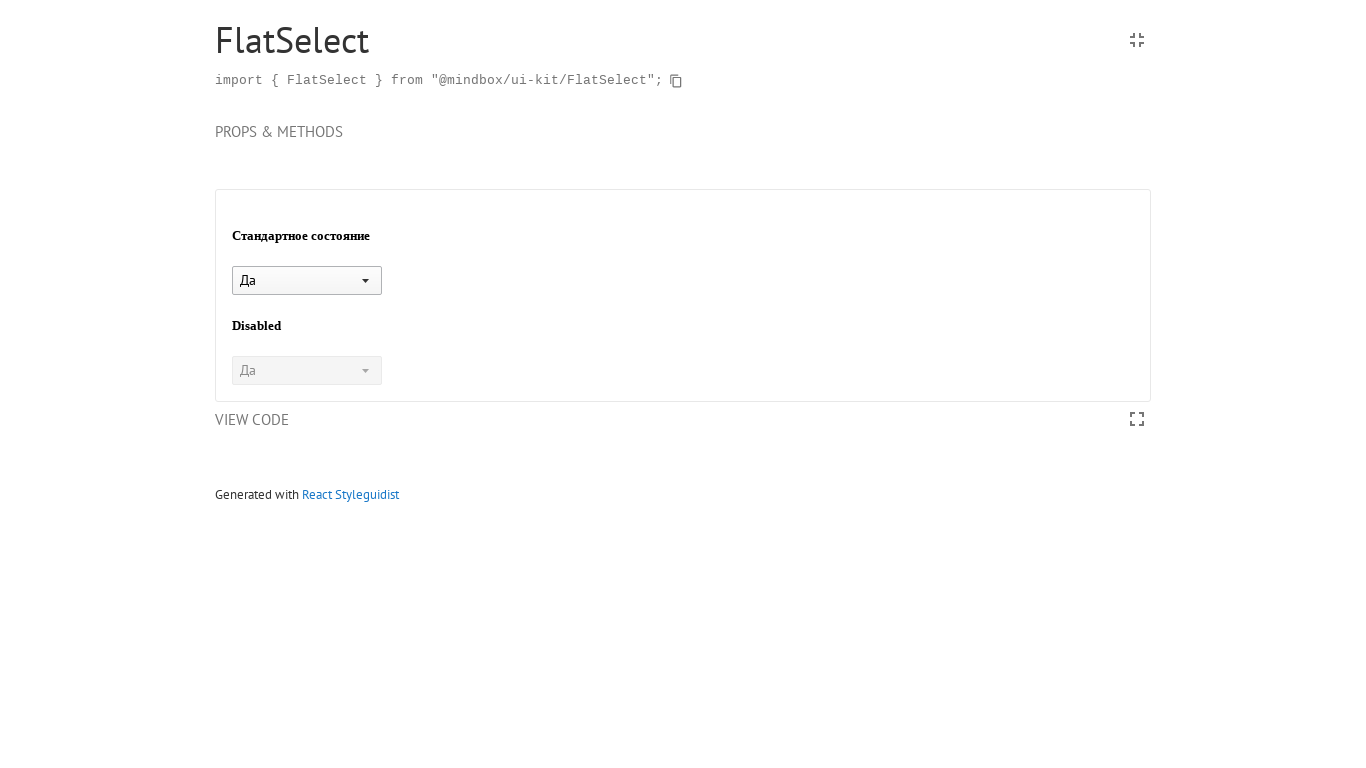 FlatSelect
import { FlatSelect } from "@mindbox/ui-kit/FlatSelect";
PROPS & METHODS
Стандартное состояние
Да
Disabled
Да
VIEW CODE
Generated with React Styleguidist